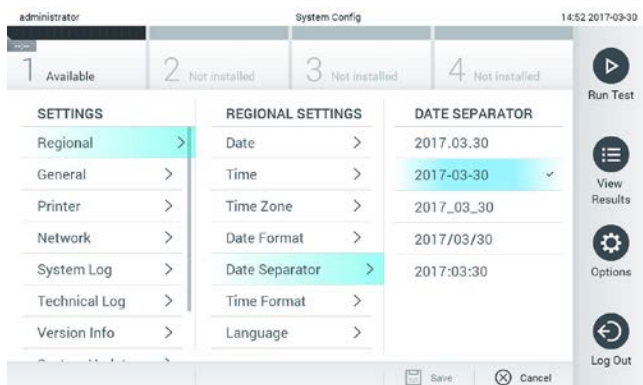 administrator System Config 14:52 2017-03-30
1 Available 2 Not installed 3 Not installed 4 Not installed
Run Test
SETTINGS REGIONAL SETTINGS DATE SEPARATOR
Regional > Date > 2017.03.30
General > Time > 2017-03-30 ✓
View
Results
Printer > Time Zone > 2017_03_30
Network > Date Format > 2017/03/30
System Log > Date Separator > 2017:03:30
Options
Technical Log > Time Format >
Version Info > Language >
Log Out
Save Cancel